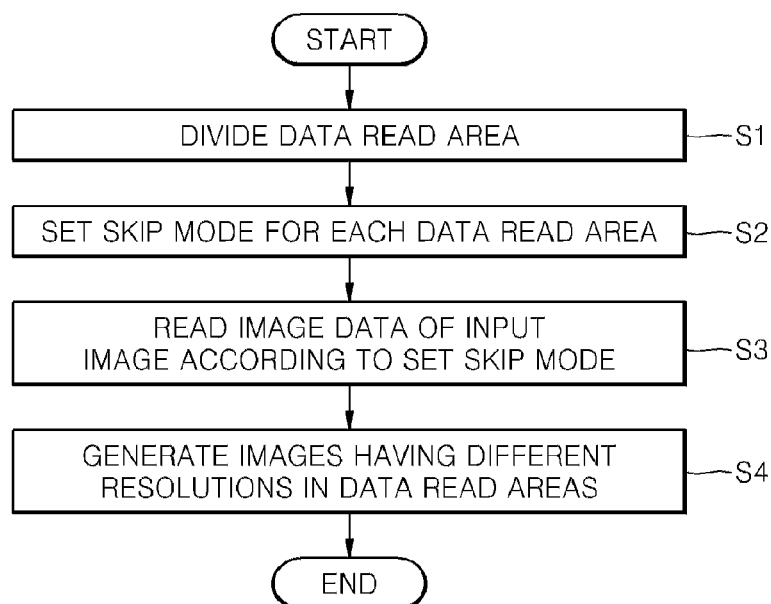 START
DIVIDE DATA READ AREA
S1
SET SKIP MODE FOR EACH DATA READ AREA
S2
READ IMAGE DATA OF INPUT
IMAGE ACCORDING TO SET SKIP MODE
S3
GENERATE IMAGES HAVING DIFFERENT
RESOLUTIONS IN DATA READ AREAS
S4
END